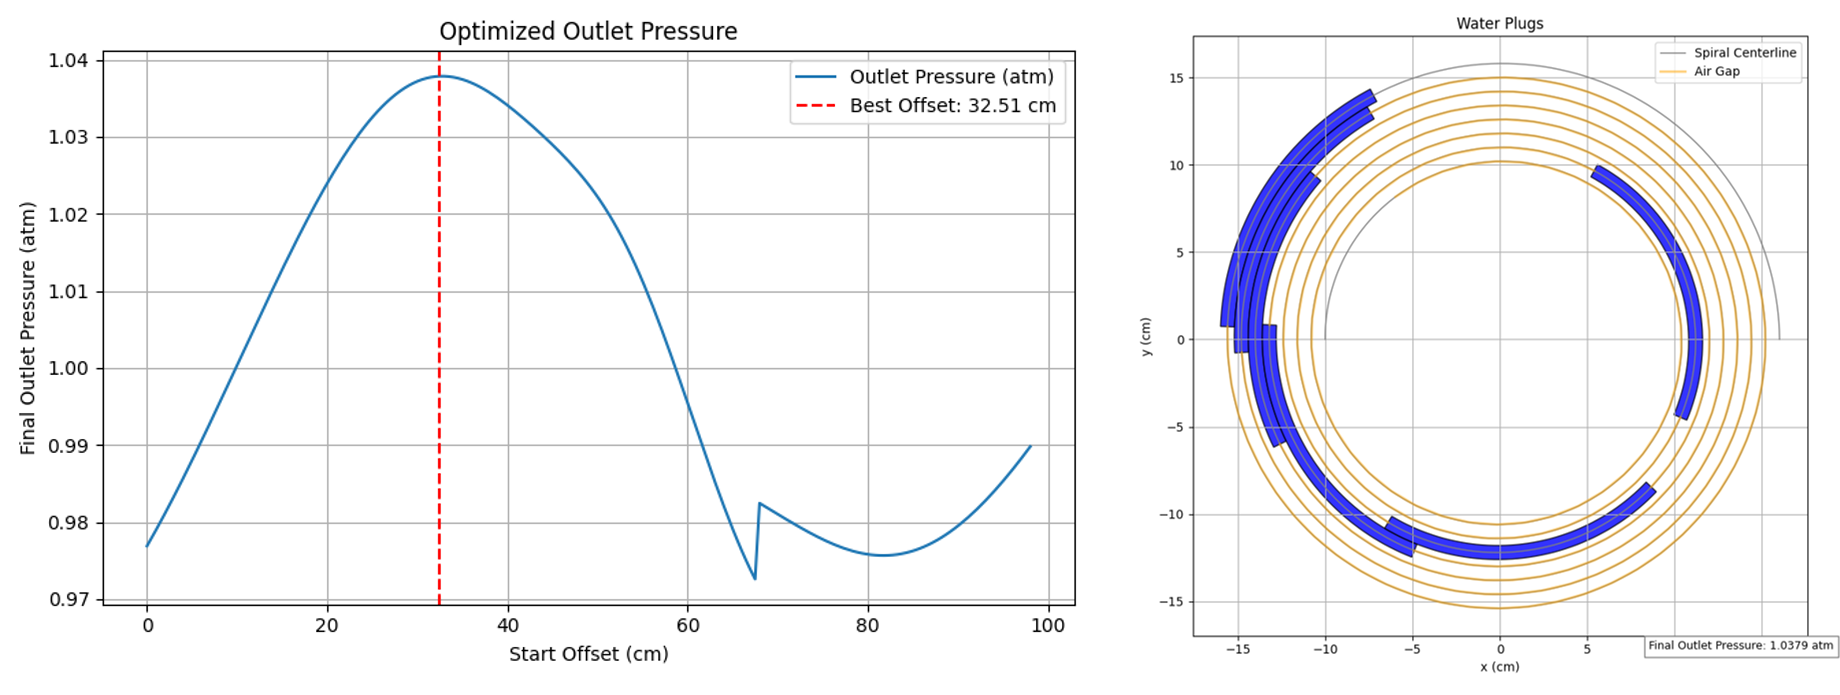 Optimized Outlet Pressure
Final Outlet Pressure (atm)
1.04
1.03
1.02
1.01
1.00
0.99
0.98
0.97
0 20 40 60 80 100
Start Offset (cm)
Outlet Pressure (atm)
Best Offset: 32.51 cm
Water Plugs
Spiral Centerline
Air Gap
y (cm)
15
10
5
0
−5
−10
−15
−15 −10 −5 0 5
x (cm)
Final Outlet Pressure: 1.0379 atm